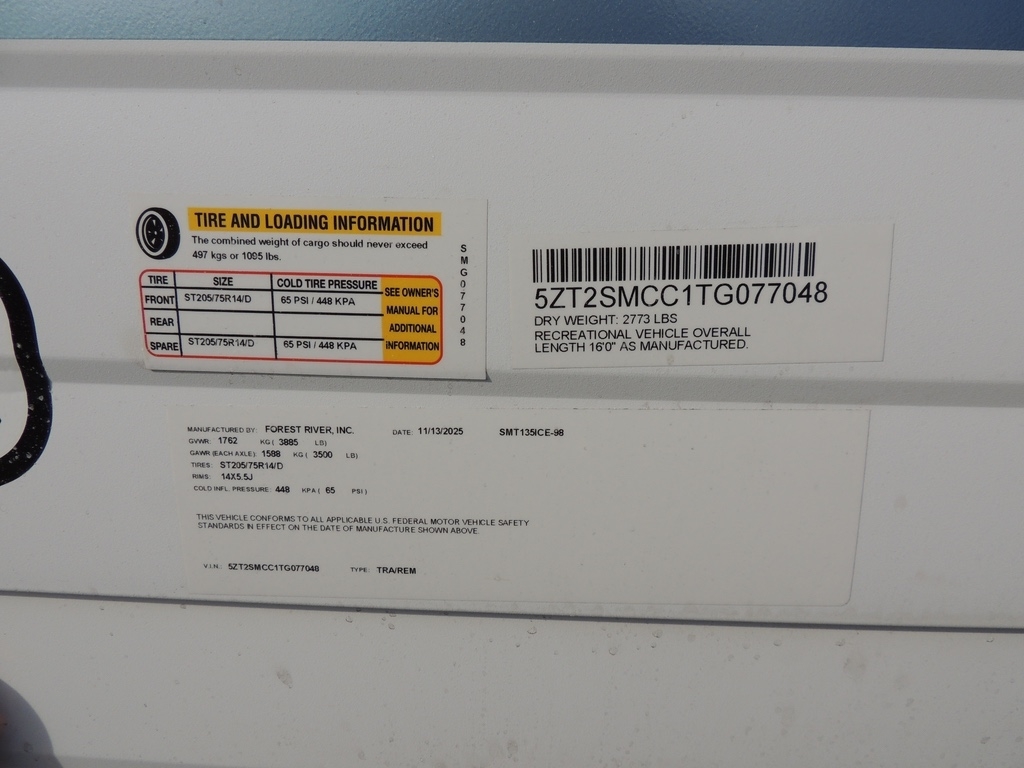 TIRE AND LOADING INFORMATION
The combined weight of cargo should never exceed
497 kgs or 1095 lbs.
TIRE SIZE COLD TIRE PRESSURE SEE OWNER'S MANUAL FOR ADDITIONAL INFORMATION
FRONT ST205/75R14/D 65 PSI / 448 KPA
REAR
SPARE ST205/75R14/D 65 PSI / 448 KPA
SMG077048
5ZT2SMCC1TG077048
DRY WEIGHT: 2773 LBS
RECREATIONAL VEHICLE OVERALL
LENGTH 16'0" AS MANUFACTURED.
MANUFACTURED BY: FOREST RIVER, INC. DATE: 11/13/2025 SMT135ICE-98
GVWR: 1762 KG ( 3885 LB)
GAWR (EACH AXLE): 1588 KG ( 3500 LB)
TIRES: ST205/75R14/D
RIMS: 14X5.5J
COLD INFL. PRESSURE: 448 KPA ( 65 PSI )
THIS VEHICLE CONFORMS TO ALL APPLICABLE U.S. FEDERAL MOTOR VEHICLE SAFETY
STANDARDS IN EFFECT ON THE DATE OF MANUFACTURE SHOWN ABOVE.
V.I.N.: 5ZT2SMCC1TG077048 TYPE: TRA/REM